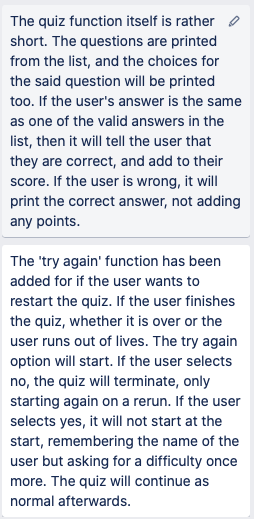 The quiz function itself is rather
short. The questions are printed
from the list, and the choices for
the said question will be printed
too. If the user's answer is the same
as one of the valid answers in the
list, then it will tell the user that
they are correct, and add to their
score. If the user is wrong, it will
print the correct answer, not adding
any points.
The 'try again' function has been
added for if the user wants to
restart the quiz. If the user finishes
the quiz, whether it is over or the
user runs out of lives. The try again
option will start. If the user selects
no, the quiz will terminate, only
starting again on a rerun. If the user
selects yes, it will not start at the
start, remembering the name of the
user but asking for a difficulty once
more. The quiz will continue as
normal afterwards.